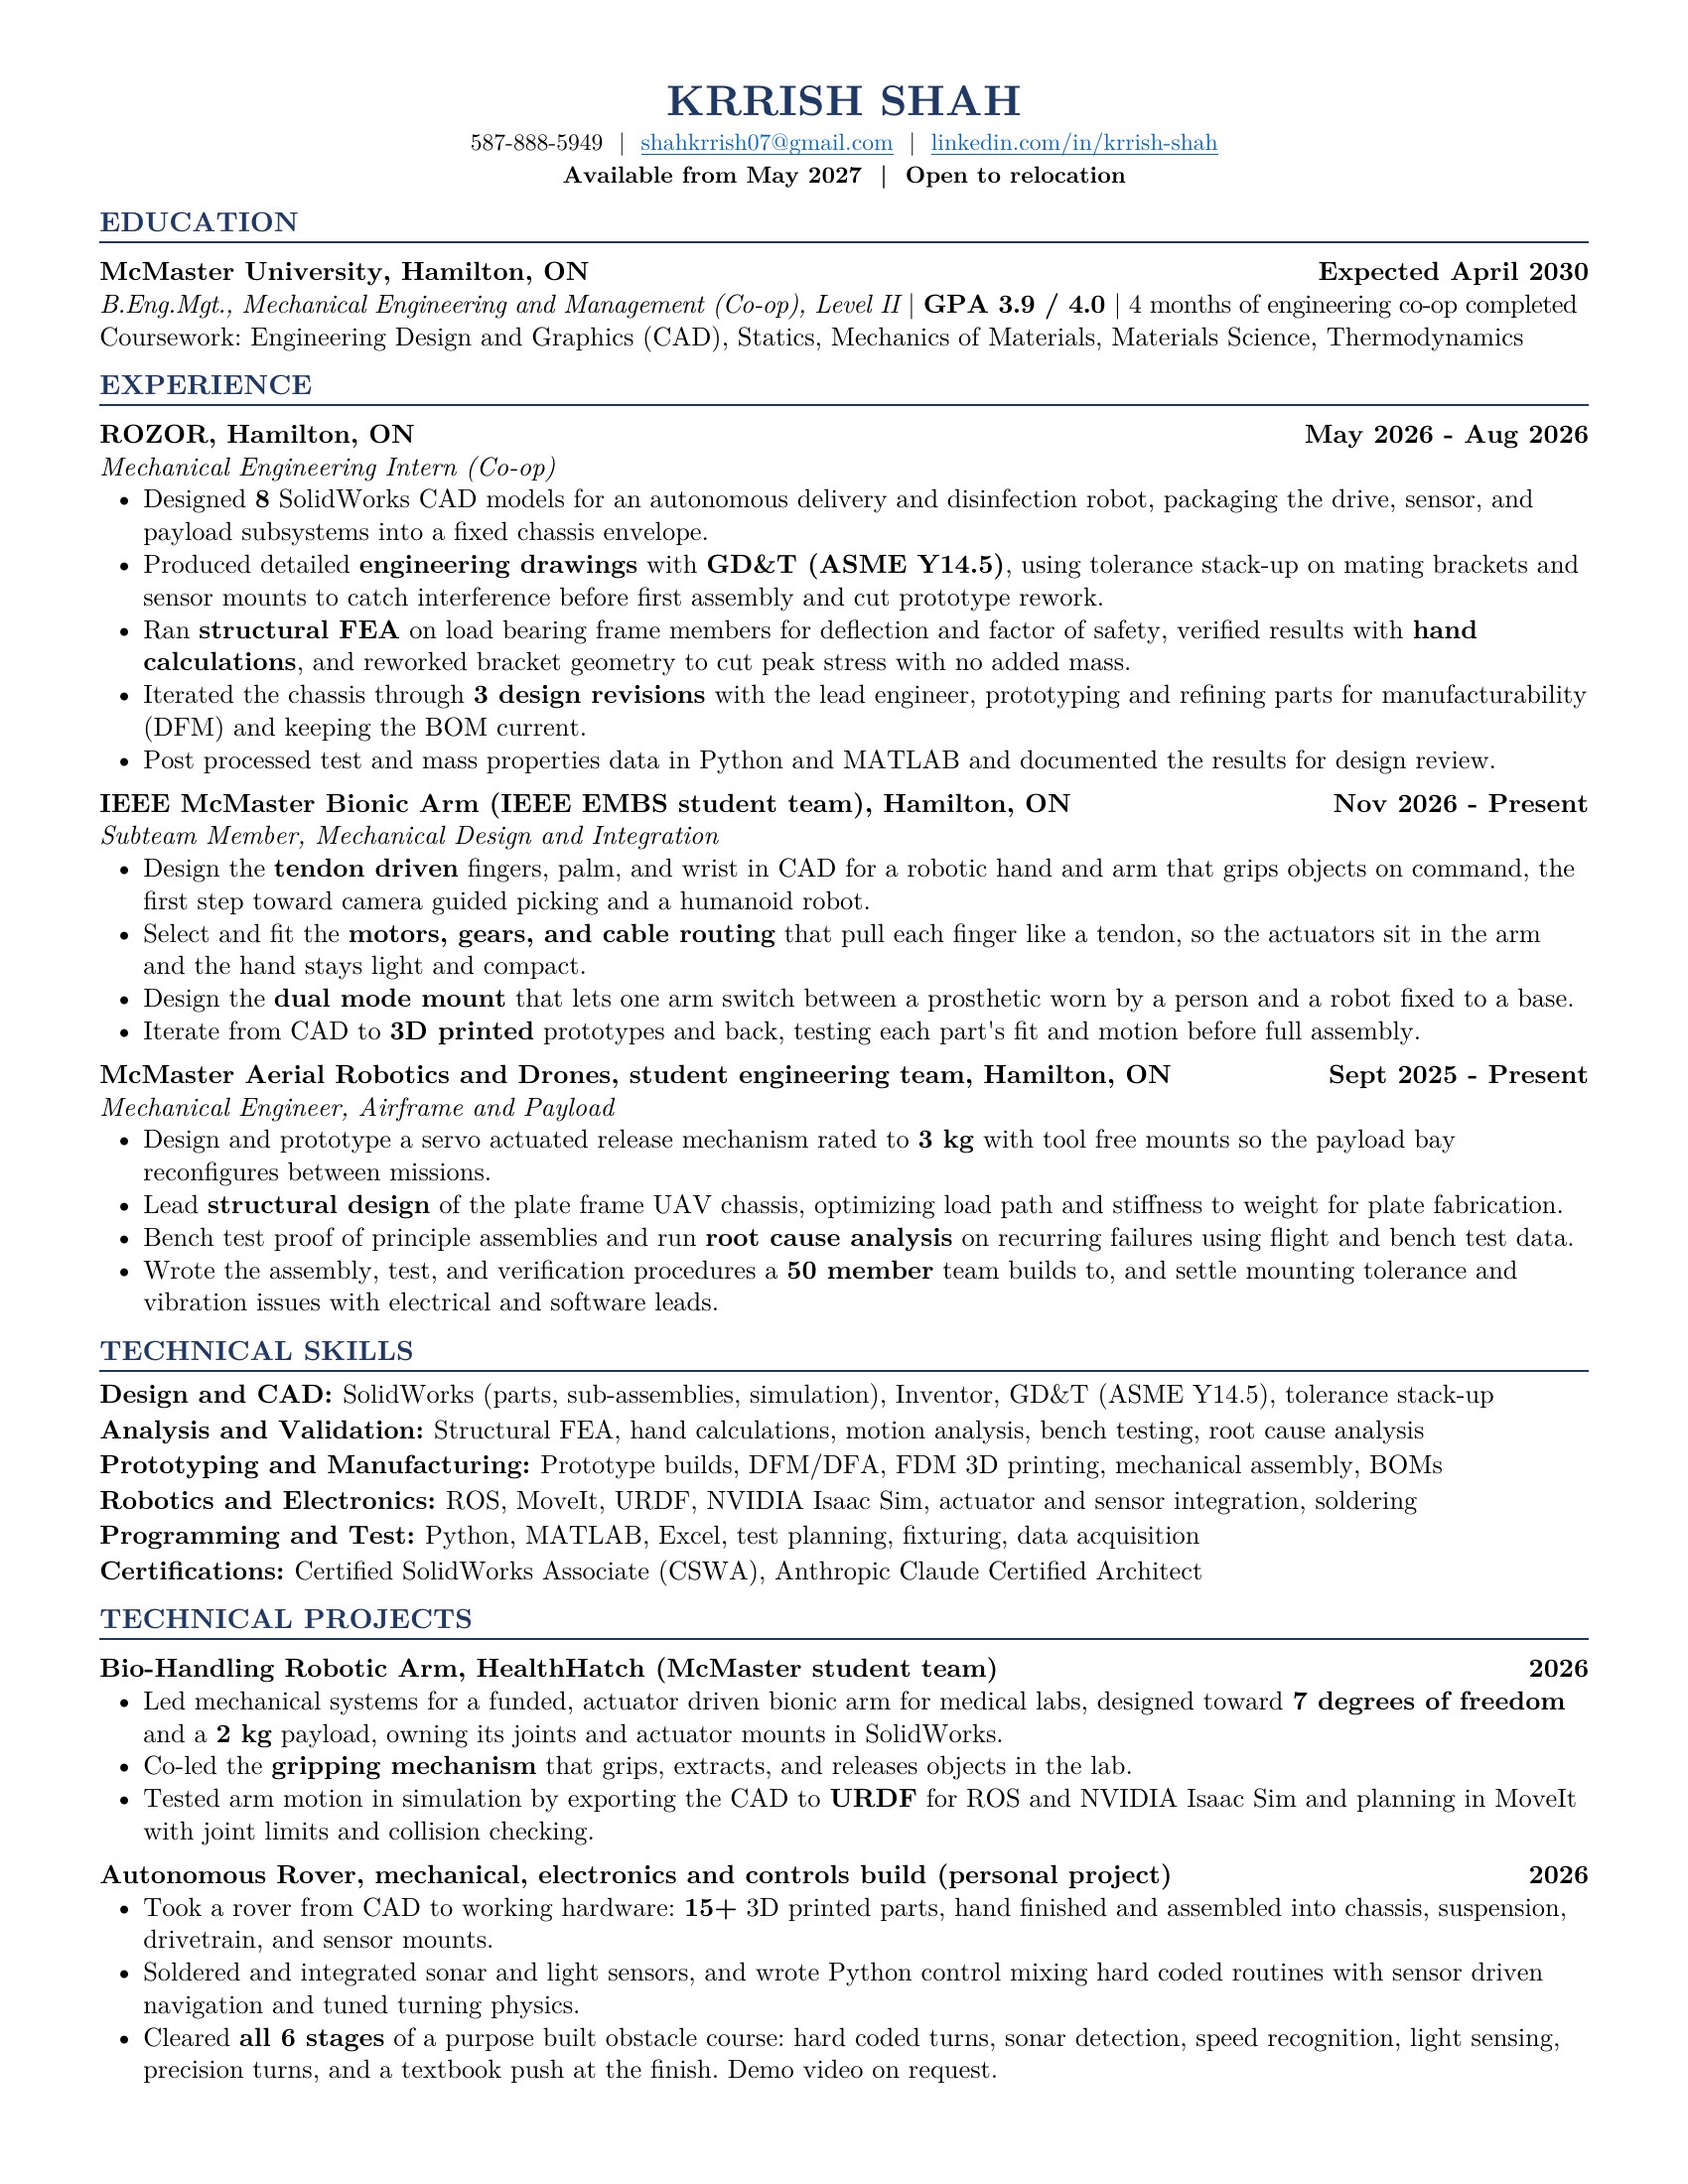 KRRISH SHAH
587-888-5949 | shahkrrish07@gmail.com | linkedin.com/in/krrish-shah
Available from May 2027 | Open to relocation
EDUCATION
McMaster University, Hamilton, ON Expected April 2030
B.Eng.Mgt., Mechanical Engineering and Management (Co-op), Level II | GPA 3.9 / 4.0 | 4 months of engineering co-op completed
Coursework: Engineering Design and Graphics (CAD), Statics, Mechanics of Materials, Materials Science, Thermodynamics
EXPERIENCE
ROZOR, Hamilton, ON May 2026 - Aug 2026
Mechanical Engineering Intern (Co-op)
• Designed 8 SolidWorks CAD models for an autonomous delivery and disinfection robot, packaging the drive, sensor, and
payload subsystems into a fixed chassis envelope.
• Produced detailed engineering drawings with GD&T (ASME Y14.5), using tolerance stack-up on mating brackets and
sensor mounts to catch interference before first assembly and cut prototype rework.
• Ran structural FEA on load bearing frame members for deflection and factor of safety, verified results with hand
calculations, and reworked bracket geometry to cut peak stress with no added mass.
• Iterated the chassis through 3 design revisions with the lead engineer, prototyping and refining parts for manufacturability
(DFM) and keeping the BOM current.
• Post processed test and mass properties data in Python and MATLAB and documented the results for design review.
IEEE McMaster Bionic Arm (IEEE EMBS student team), Hamilton, ON Nov 2026 - Present
Subteam Member, Mechanical Design and Integration
• Design the tendon driven fingers, palm, and wrist in CAD for a robotic hand and arm that grips objects on command, the
first step toward camera guided picking and a humanoid robot.
• Select and fit the motors, gears, and cable routing that pull each finger like a tendon, so the actuators sit in the arm
and the hand stays light and compact.
• Design the dual mode mount that lets one arm switch between a prosthetic worn by a person and a robot fixed to a base.
• Iterate from CAD to 3D printed prototypes and back, testing each part's fit and motion before full assembly.
McMaster Aerial Robotics and Drones, student engineering team, Hamilton, ON Sept 2025 - Present
Mechanical Engineer, Airframe and Payload
• Design and prototype a servo actuated release mechanism rated to 3 kg with tool free mounts so the payload bay
reconfigures between missions.
• Lead structural design of the plate frame UAV chassis, optimizing load path and stiffness to weight for plate fabrication.
• Bench test proof of principle assemblies and run root cause analysis on recurring failures using flight and bench test data.
• Wrote the assembly, test, and verification procedures a 50 member team builds to, and settle mounting tolerance and
vibration issues with electrical and software leads.
TECHNICAL SKILLS
Design and CAD: SolidWorks (parts, sub-assemblies, simulation), Inventor, GD&T (ASME Y14.5), tolerance stack-up
Analysis and Validation: Structural FEA, hand calculations, motion analysis, bench testing, root cause analysis
Prototyping and Manufacturing: Prototype builds, DFM/DFA, FDM 3D printing, mechanical assembly, BOMs
Robotics and Electronics: ROS, MoveIt, URDF, NVIDIA Isaac Sim, actuator and sensor integration, soldering
Programming and Test: Python, MATLAB, Excel, test planning, fixturing, data acquisition
Certifications: Certified SolidWorks Associate (CSWA), Anthropic Claude Certified Architect
TECHNICAL PROJECTS
Bio-Handling Robotic Arm, HealthHatch (McMaster student team) 2026
• Led mechanical systems for a funded, actuator driven bionic arm for medical labs, designed toward 7 degrees of freedom
and a 2 kg payload, owning its joints and actuator mounts in SolidWorks.
• Co-led the gripping mechanism that grips, extracts, and releases objects in the lab.
• Tested arm motion in simulation by exporting the CAD to URDF for ROS and NVIDIA Isaac Sim and planning in MoveIt
with joint limits and collision checking.
Autonomous Rover, mechanical, electronics and controls build (personal project) 2026
• Took a rover from CAD to working hardware: 15+ 3D printed parts, hand finished and assembled into chassis, suspension,
drivetrain, and sensor mounts.
• Soldered and integrated sonar and light sensors, and wrote Python control mixing hard coded routines with sensor driven
navigation and tuned turning physics.
• Cleared all 6 stages of a purpose built obstacle course: hard coded turns, sonar detection, speed recognition, light sensing,
precision turns, and a textbook push at the finish. Demo video on request.